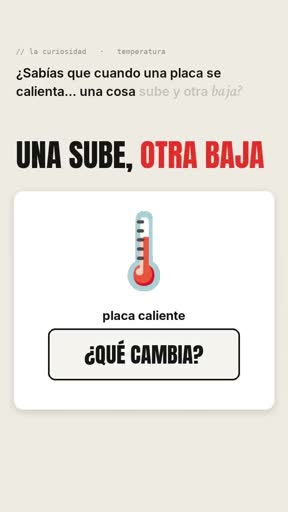 // la curiosidad · temperatura
¿Sabías que cuando una placa se
calienta... una cosa sube y otra baja?
UNA SUBE, OTRA BAJA
placa caliente
¿QUÉ CAMBIA?